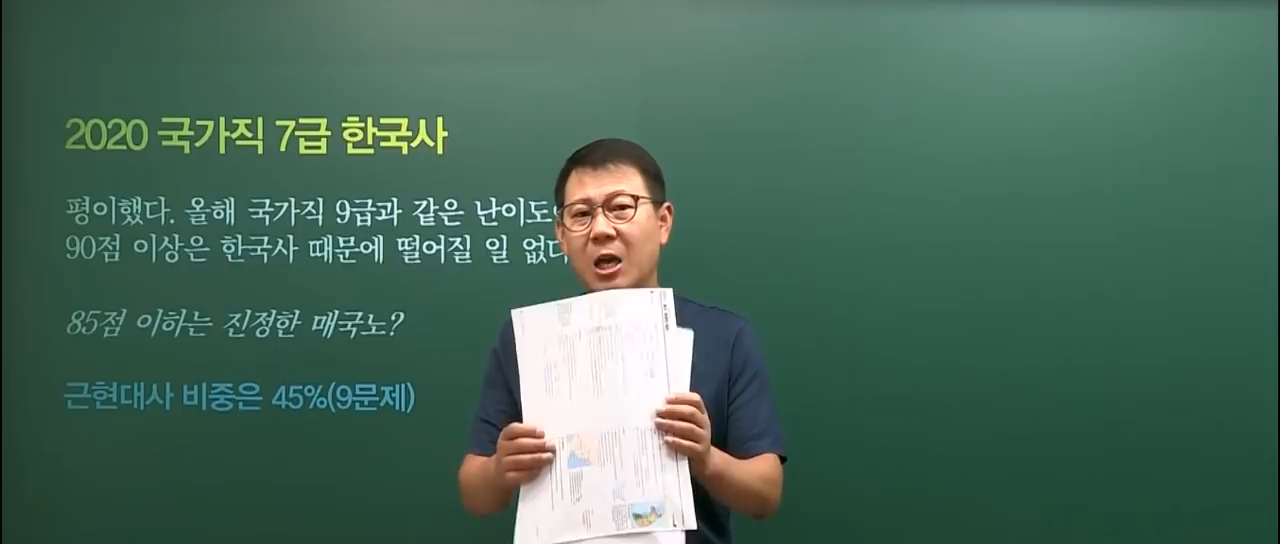 2020 국가직 7급 한국사
평이했다. 올해 국가직 9급과 같은 난이도
90점 이상은 한국사 때문에 떨어질 일 없다
85점 이하는 진정한 매국노?
근현대사 비중은 45%(9문제)